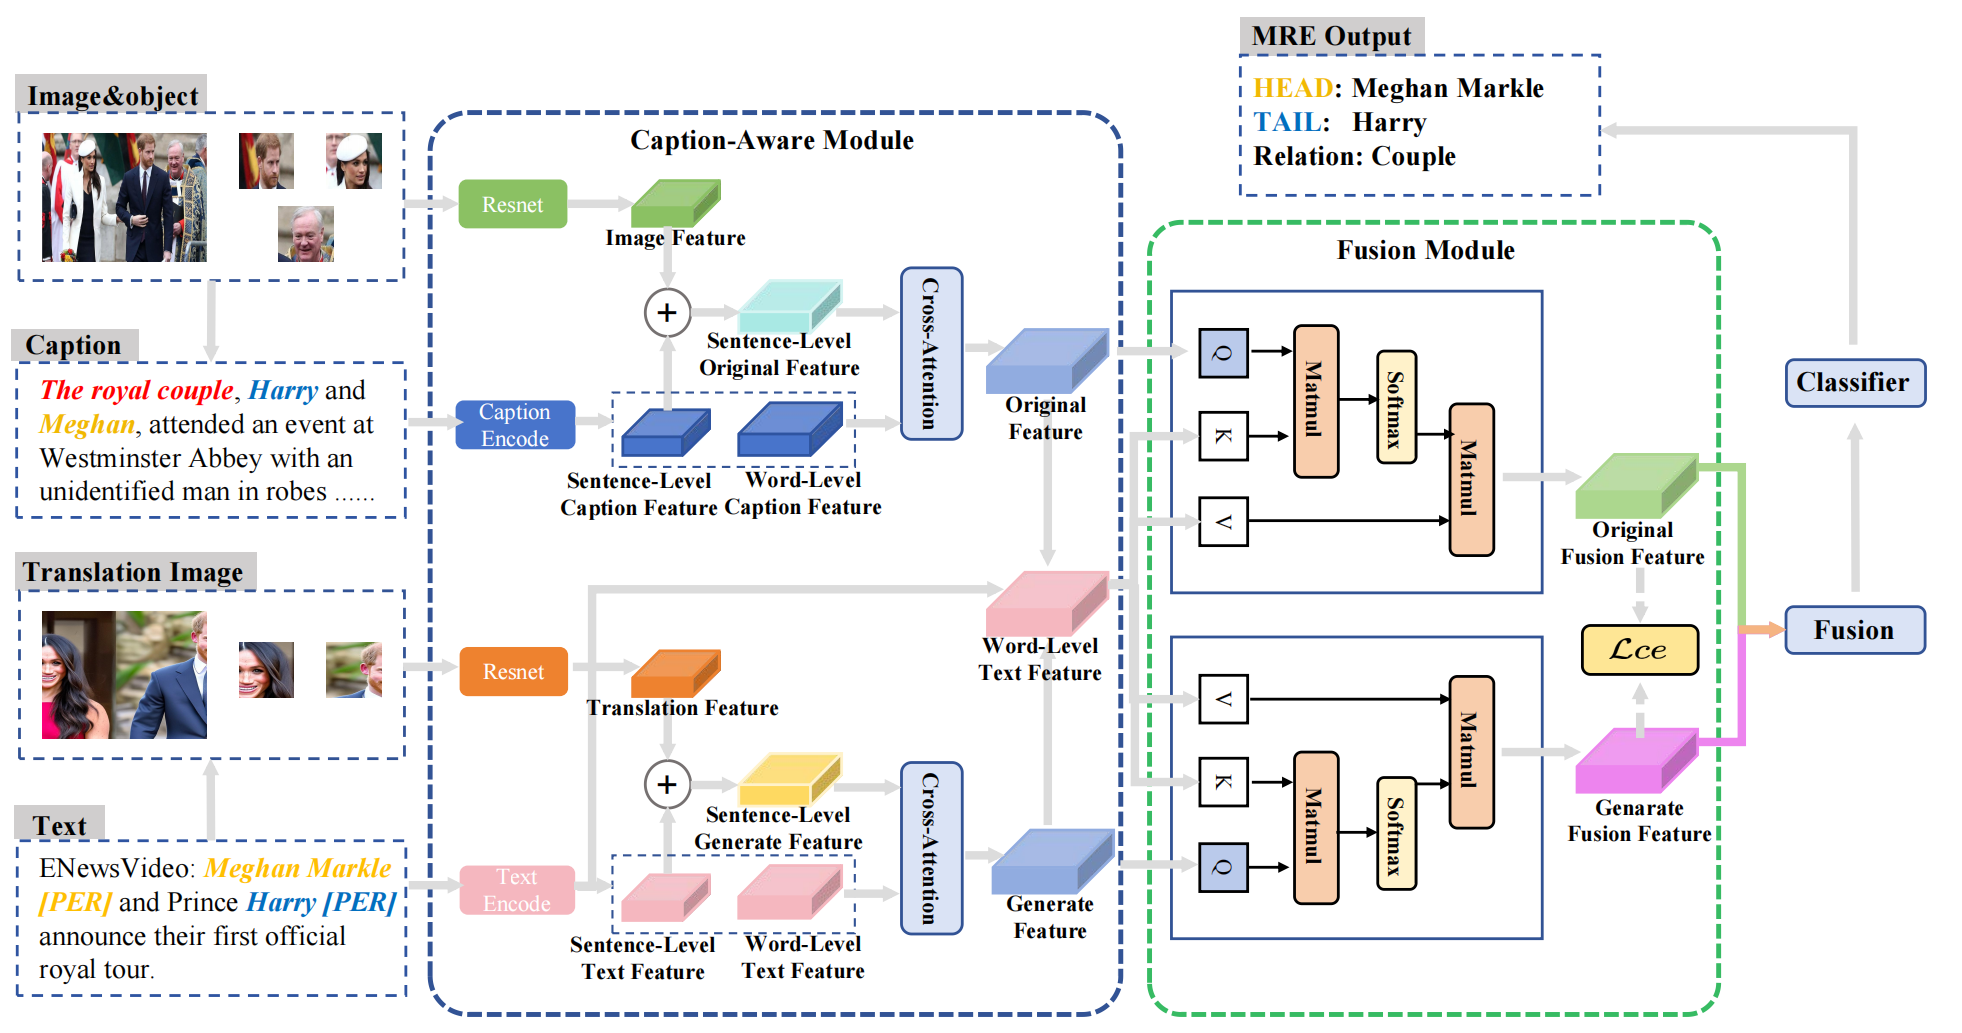 Image&object
Caption
The royal couple, Harry and
Meghan, attended an event at
Westminster Abbey with an
unidentified man in robes ……
Translation Image
Text
ENewsVideo: Meghan Markle
[PER] and Prince Harry [PER]
announce their first official
royal tour.
Caption-Aware Module
Resnet
Image Feature
+
Sentence-Level
Original Feature
Cross-Attention
Original
Feature
Caption
Encode
Sentence-Level
Caption Feature
Word-Level
Caption Feature
Word-Level
Text Feature
Resnet
Translation Feature
+
Sentence-Level
Generate Feature
Cross-Attention
Generate
Feature
Text
Encode
Sentence-Level
Text Feature
Word-Level
Text Feature
Fusion Module
Q
K
V
Matmul
Softmax
Matmul
Original
Fusion Feature
Lce
V
K
Q
Matmul
Softmax
Matmul
Genarate
Fusion Feature
Fusion
Classifier
MRE Output
HEAD: Meghan Markle
TAIL: Harry
Relation: Couple